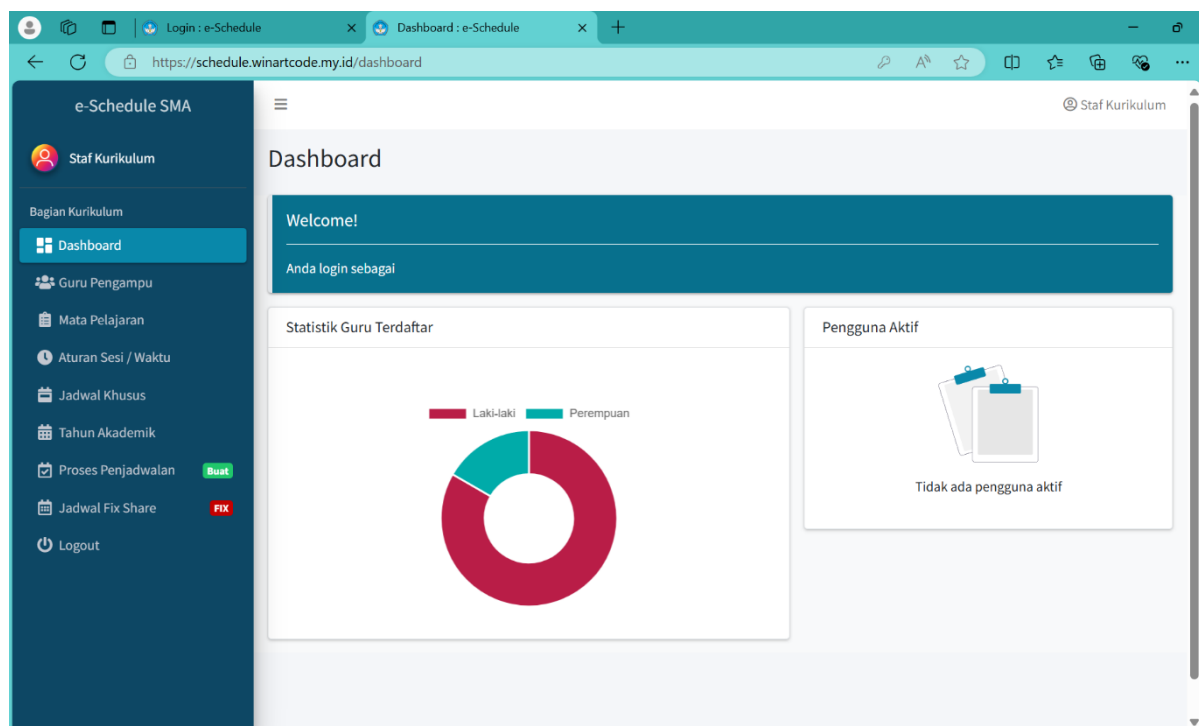 Login : e-Schedule
Dashboard : e-Schedule
https://schedule.winartcode.my.id/dashboard
e-Schedule SMA
Staf Kurikulum
Staf Kurikulum
Bagian Kurikulum
Dashboard
Guru Pengampu
Mata Pelajaran
Aturan Sesi / Waktu
Jadwal Khusus
Tahun Akademik
Proses Penjadwalan Buat
Jadwal Fix Share FIX
Logout
Dashboard
Welcome!
Anda login sebagai
Statistik Guru Terdaftar
Laki-laki Perempuan
Pengguna Aktif
Tidak ada pengguna aktif